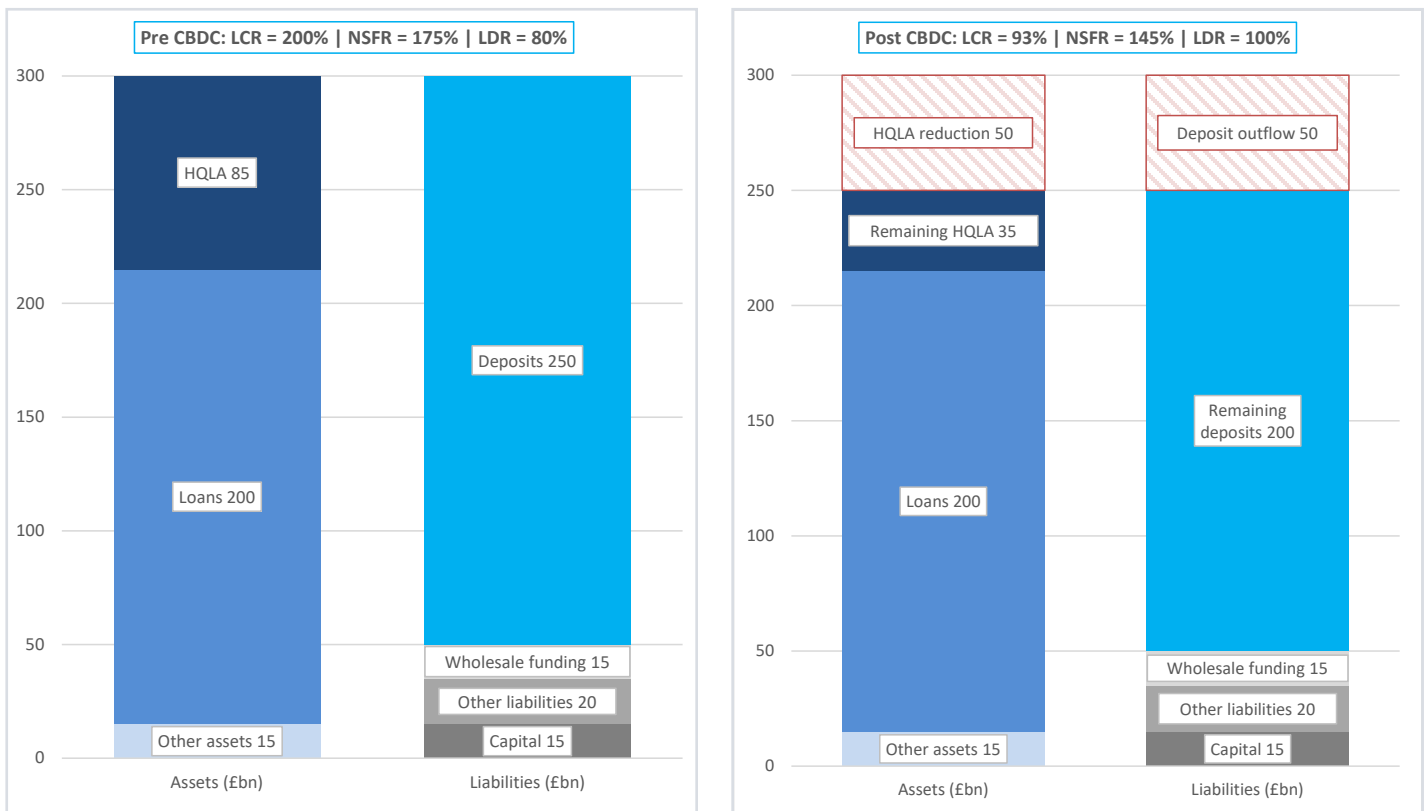 Pre CBDC: LCR = 200% | NSFR = 175% | LDR = 80%
300
250
200
150
100
50
0
HQLA 85
Loans 200
Other assets 15
Deposits 250
Wholesale funding 15
Other liabilities 20
Capital 15
Assets (£bn)
Liabilities (£bn)
Post CBDC: LCR = 93% | NSFR = 145% | LDR = 100%
300
250
200
150
100
50
0
HQLA reduction 50
Remaining HQLA 35
Loans 200
Other assets 15
Deposit outflow 50
Remaining
deposits 200
Wholesale funding 15
Other liabilities 20
Capital 15
Assets (£bn)
Liabilities (£bn)